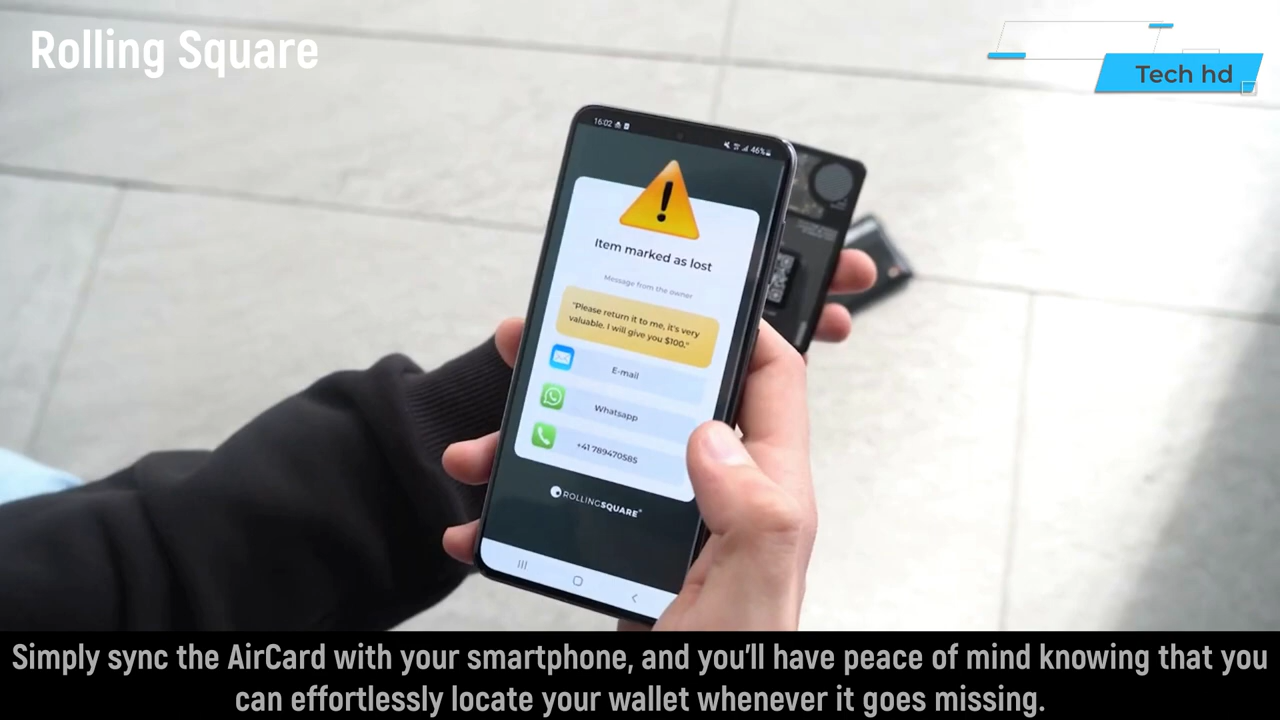 Rolling Square
Tech hd
16:02
46%
Item marked as lost
Message from the owner
"Please return it to me, it's very
valuable. I will give you $100."
E-mail
Whatsapp
+41 789470585
ROLLINGSQUARE
Simply sync the AirCard with your smartphone, and you'll have peace of mind knowing that you
can effortlessly locate your wallet whenever it goes missing.